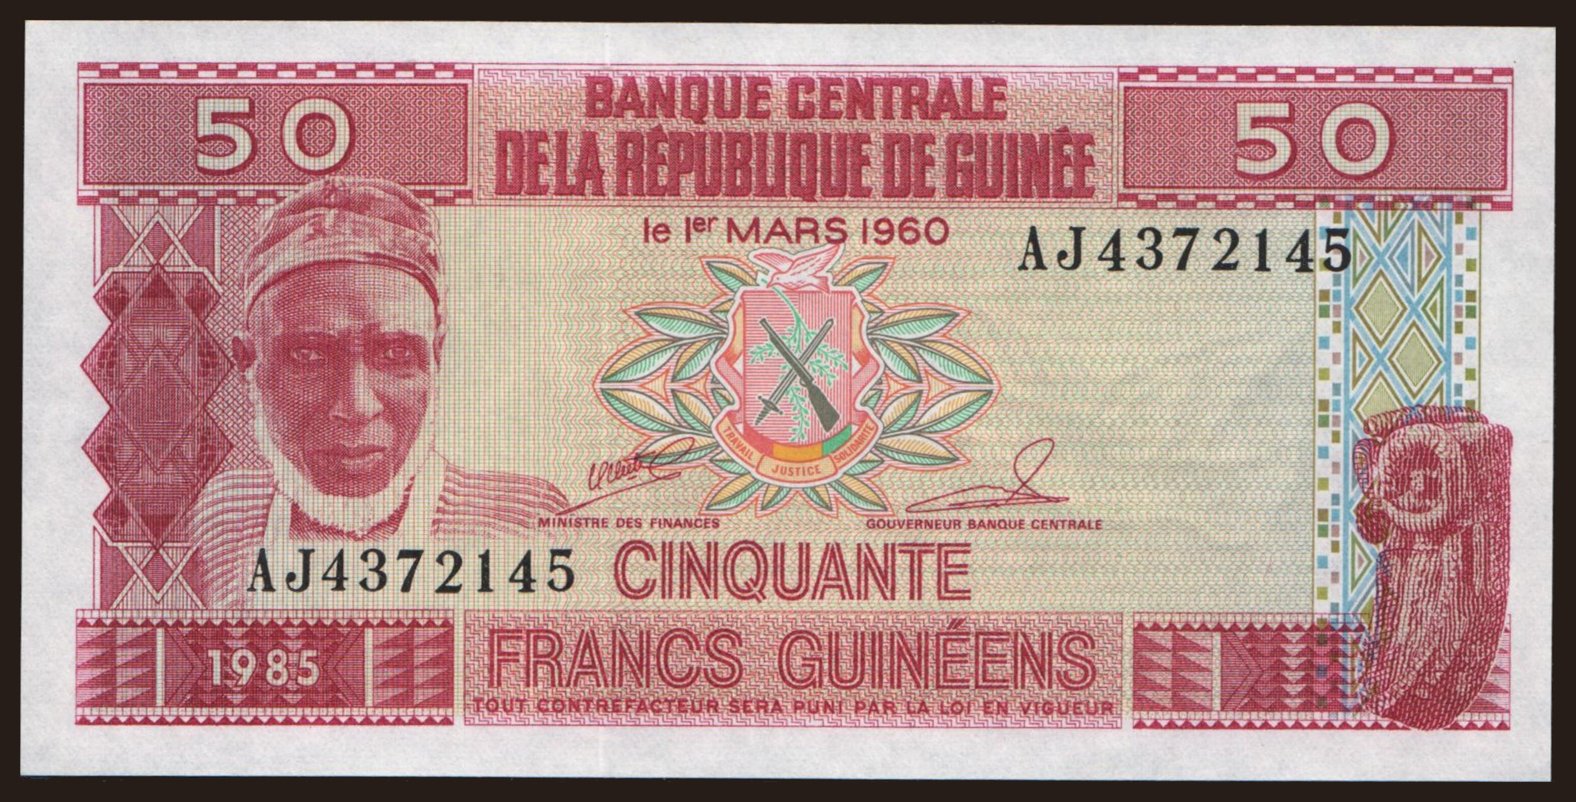 50
BANQUE CENTRALE
DE LA RÉPUBLIQUE DE GUINÉE
50
le 1er MARS 1960
AJ4372145
TRAVAIL JUSTICE SOLIDARITÉ
MINISTRE DES FINANCES
GOUVERNEUR BANQUE CENTRALE
AJ4372145
CINQUANTE
FRANCS GUINÉENS
1985
TOUT CONTREFACTEUR SERA PUNI PAR LA LOI EN VIGUEUR